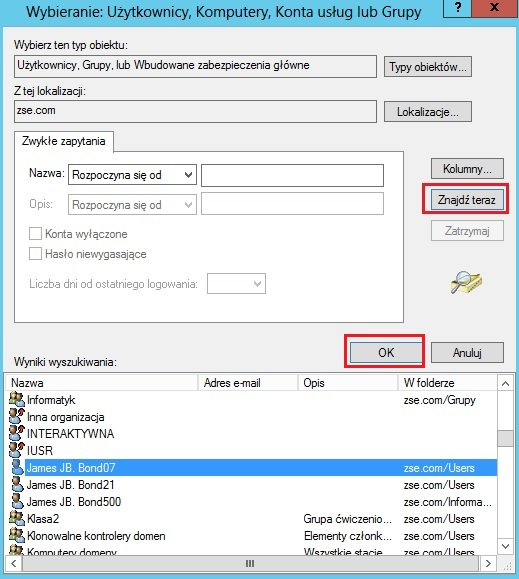 Wybieranie: Użytkownicy, Komputery, Konta usług lub Grupy ? x
Wybierz ten typ obiektu:
Użytkownicy, Grupy, lub Wbudowane zabezpieczenia główne Typy obiektów...
Z tej lokalizacji:
zse.com Lokalizacje...
Zwykłe zapytania
Nazwa: Rozpoczyna się od Kolumny...
Opis: Rozpoczyna się od Znajdź teraz
Konta wyłączone Zatrzymaj
Hasło niewygasające
Liczba dni od ostatniego logowania:
OK Anuluj
Wyniki wyszukiwania:
Nazwa Adres e-mail Opis W folderze
Informatyk zse.com/Grupy
Inna organizacja
INTERAKTYWNA
IUSR
James JB. Bond07 zse.com/Users
James JB. Bond21 zse.com/Users
James JB. Bond500 zse.com/Informa...
Klasa2 Grupa ćwiczenio... zse.com/Users
Klonowalne kontrolery domen Elementy członk... zse.com/Users
Komputery domeny Wszystkie stacje ... zse.com/Users